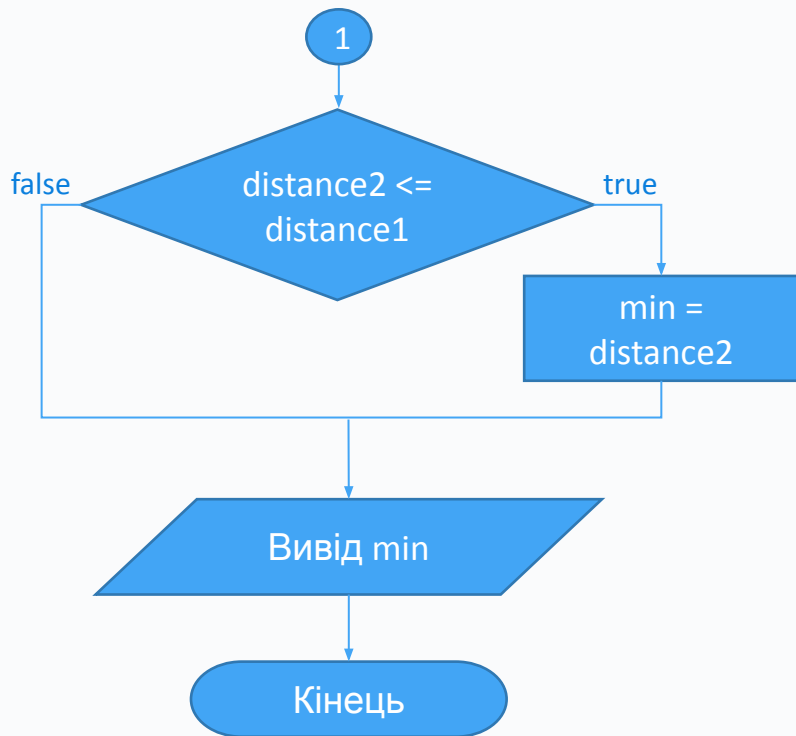 1
distance2 <=
distance1
false
true
min =
distance2
Вивід min
Кінець